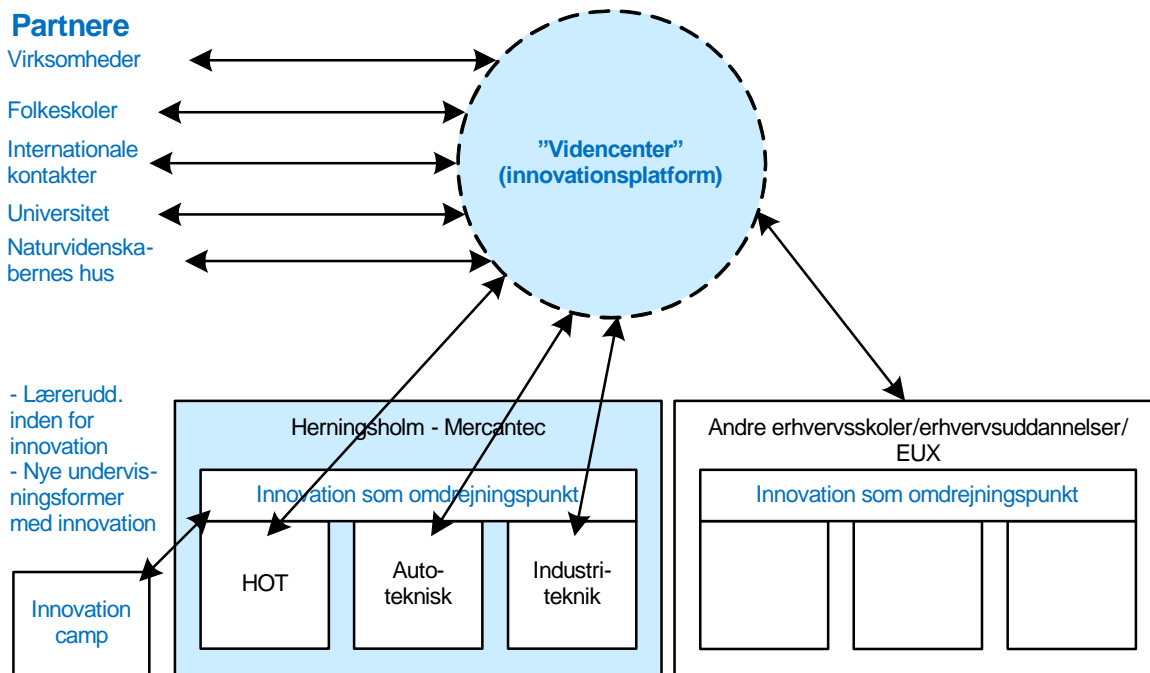 Partnere
Virksomheder
Folkeskoler
Internationale
kontakter
Universitet
Naturvidenska-
bernes hus
”Videncenter”
(innovationsplatform)
- Lærerudd.
inden for
innovation
- Nye undervis-
ningsformer
med innovation
Innovation
camp
Herningsholm - Mercantec
Innovation som omdrejningspunkt
HOT
Auto-
teknisk
Industri-
teknik
Andre erhvervsskoler/erhvervsuddannelser/
EUX
Innovation som omdrejningspunkt